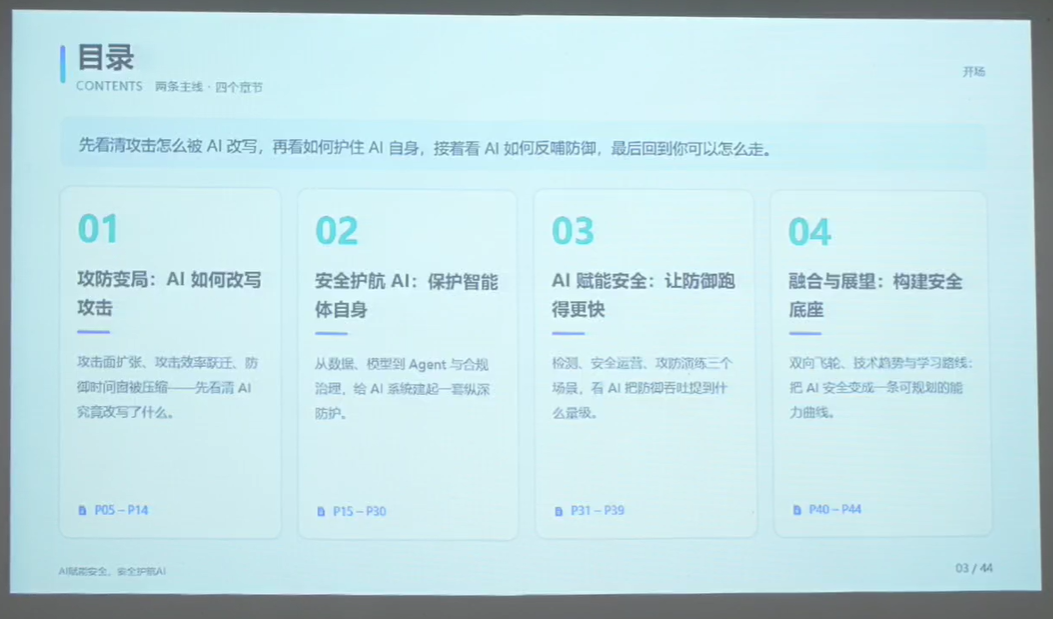 目录
CONTENTS 两条主线 · 四个章节
开场
先看清攻击怎么被 AI 改写，再看如何护住 AI 自身，接着看 AI 如何反哺防御，最后回到你可以怎么走。
01
攻防变局：AI 如何改写
攻击
攻击面扩张、攻击效率跃迁、防
御时间窗被压缩——先看清 AI
究竟改写了什么。
P05 – P14
02
安全护航 AI：保护智能
体自身
从数据、模型到 Agent 与合规
治理，给 AI 系统建起一套纵深
防护。
P15 – P30
03
AI 赋能安全：让防御跑
得更快
检测、安全运营、攻防演练三个
场景，看 AI 把防御吞吐提到什
么量级。
P31 – P39
04
融合与展望：构建安全
底座
双向飞轮、技术趋势与学习路线：
把 AI 安全变成一条可规划的能
力曲线。
P40 – P44
AI赋能安全，安全护航AI
03 / 44